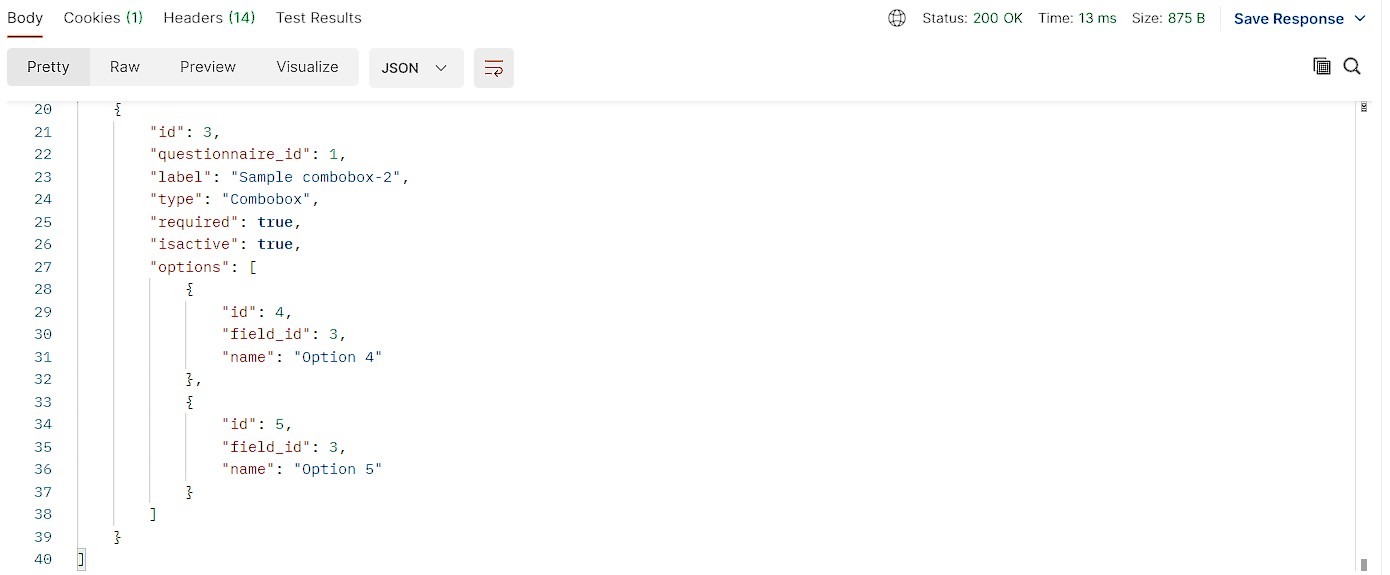 Body Cookies (1) Headers (14) Test Results Status: 200 OK Time: 13 ms Size: 875 B Save Response
Pretty Raw Preview Visualize JSON
20 {
21 "id": 3,
22 "questionnaire_id": 1,
23 "label": "Sample combobox-2",
24 "type": "Combobox",
25 "required": true,
26 "isactive": true,
27 "options": [
28 {
29 "id": 4,
30 "field_id": 3,
31 "name": "Option 4"
32 },
33 {
34 "id": 5,
35 "field_id": 3,
36 "name": "Option 5"
37 }
38 ]
39 }
40 ]